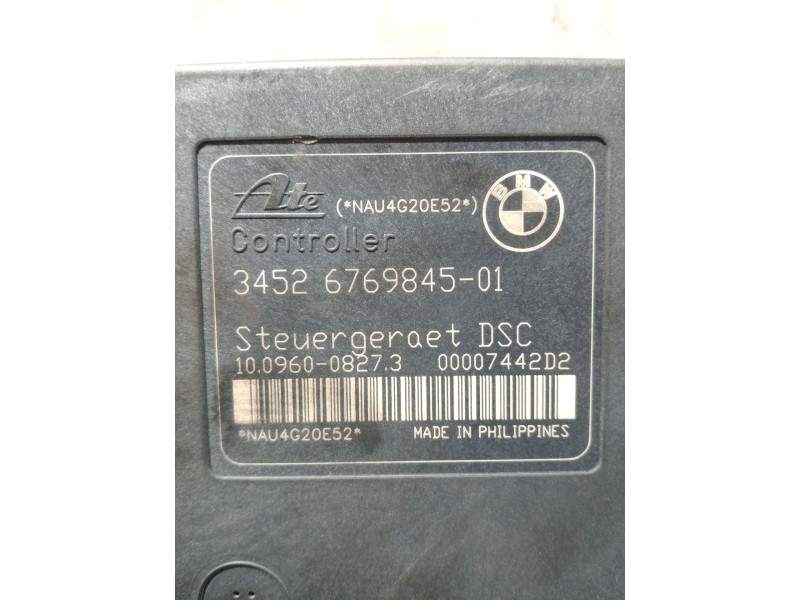 Ate (*NAU4G20E52*) BMW
Controller
3452 6769845-01
Steuergeraet DSC
10.0960-0827.3 00007442D2
*NAU4G20E52* MADE IN PHILIPPINES